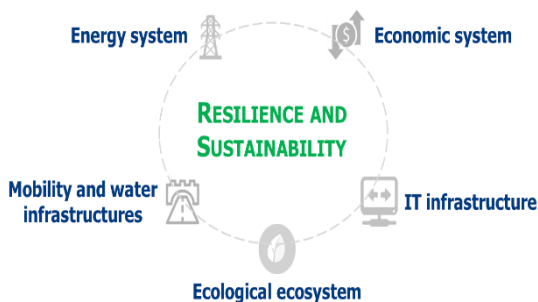 Energy system
Economic system
RESILIENCE AND
SUSTAINABILITY
Mobility and water
infrastructures
IT infrastructure
Ecological ecosystem
$